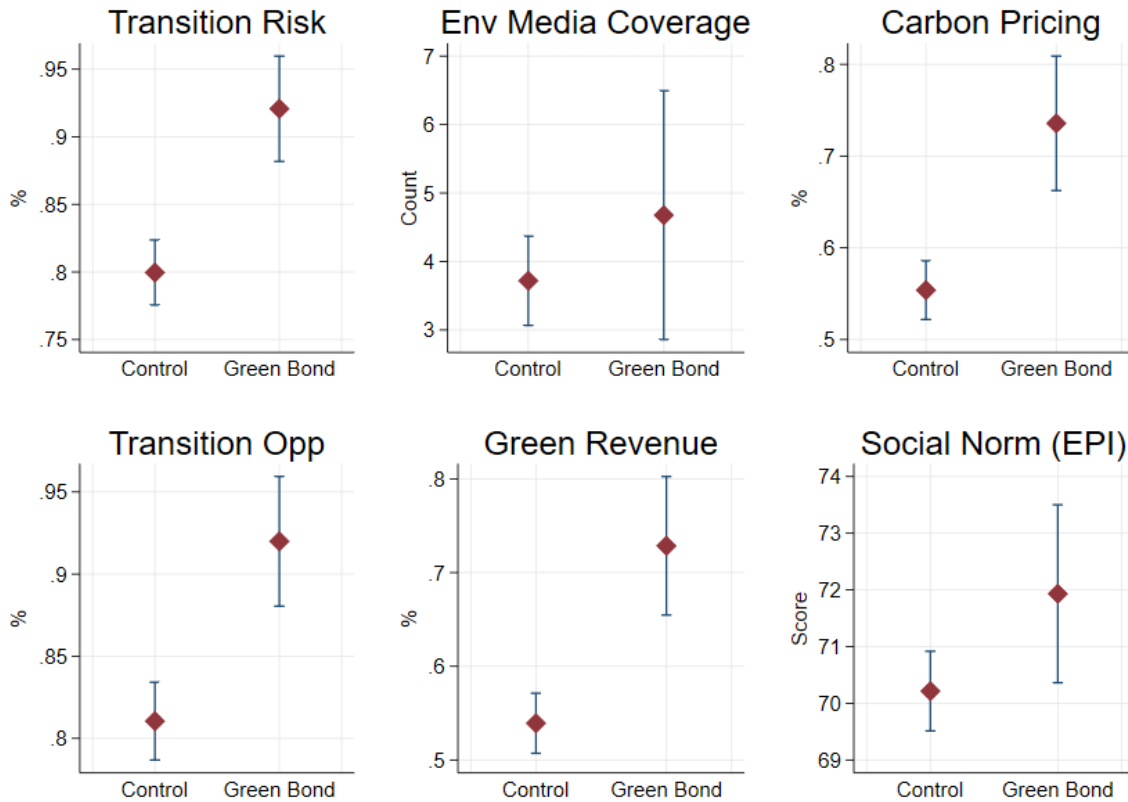 Transition Risk
.95
.9
.85
.8
.75
%
Control Green Bond
Env Media Coverage
7
6
5
4
3
Count
Control Green Bond
Carbon Pricing
.8
.7
.6
.5
%
Control Green Bond
Transition Opp
.95
.9
.85
.8
%
Control Green Bond
Green Revenue
.8
.7
.6
.5
%
Control Green Bond
Social Norm (EPI)
74
73
72
71
70
69
Score
Control Green Bond